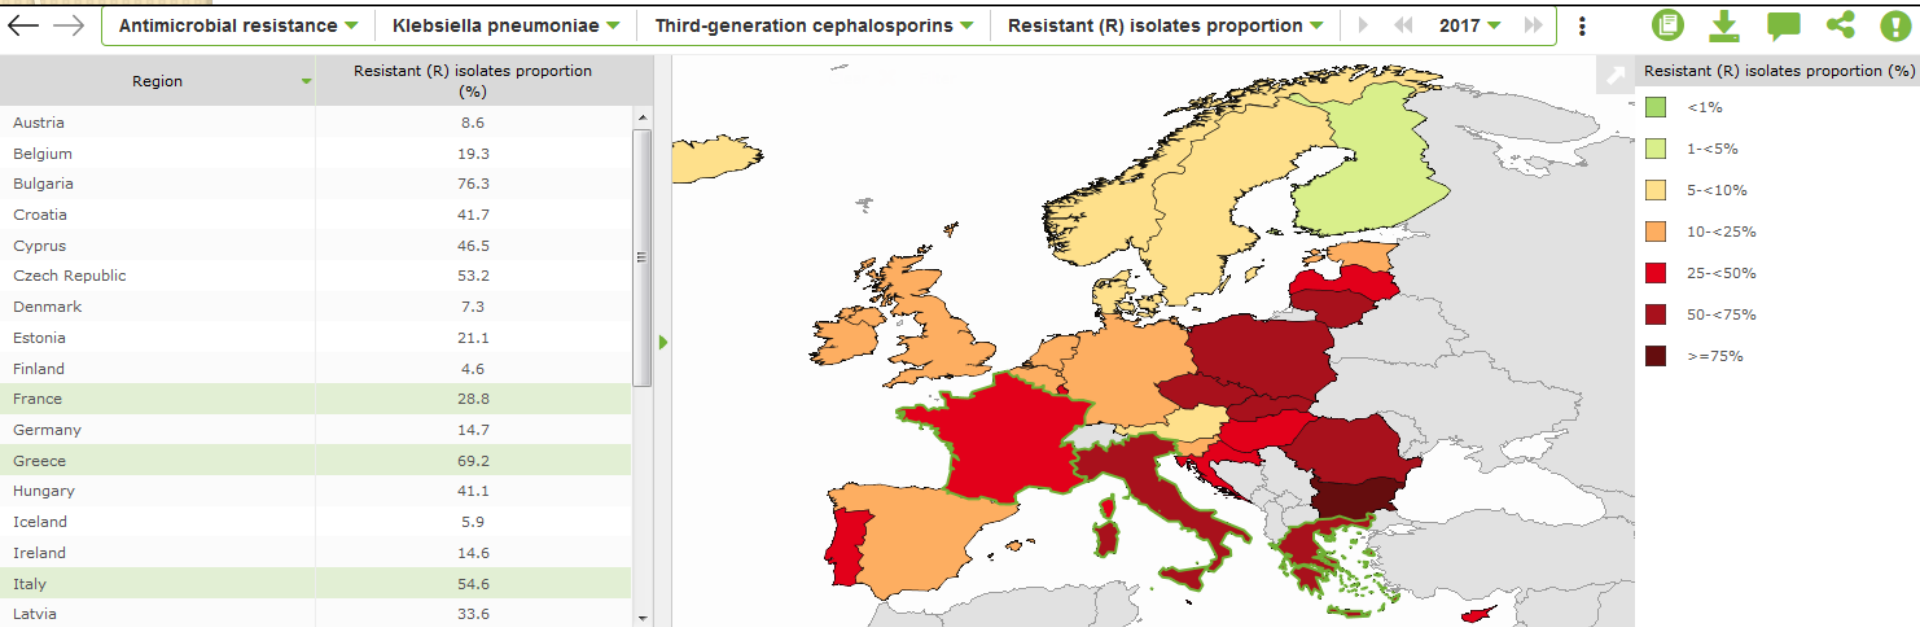 Antimicrobial resistance Klebsiella pneumoniae Third-generation cephalosporins Resistant (R) isolates proportion 2017
Region Resistant (R) isolates proportion (%)
Austria 8.6
Belgium 19.3
Bulgaria 76.3
Croatia 41.7
Cyprus 46.5
Czech Republic 53.2
Denmark 7.3
Estonia 21.1
Finland 4.6
France 28.8
Germany 14.7
Greece 69.2
Hungary 41.1
Iceland 5.9
Ireland 14.6
Italy 54.6
Latvia 33.6
Resistant (R) isolates proportion (%)
<1%
1-<5%
5-<10%
10-<25%
25-<50%
50-<75%
>=75%